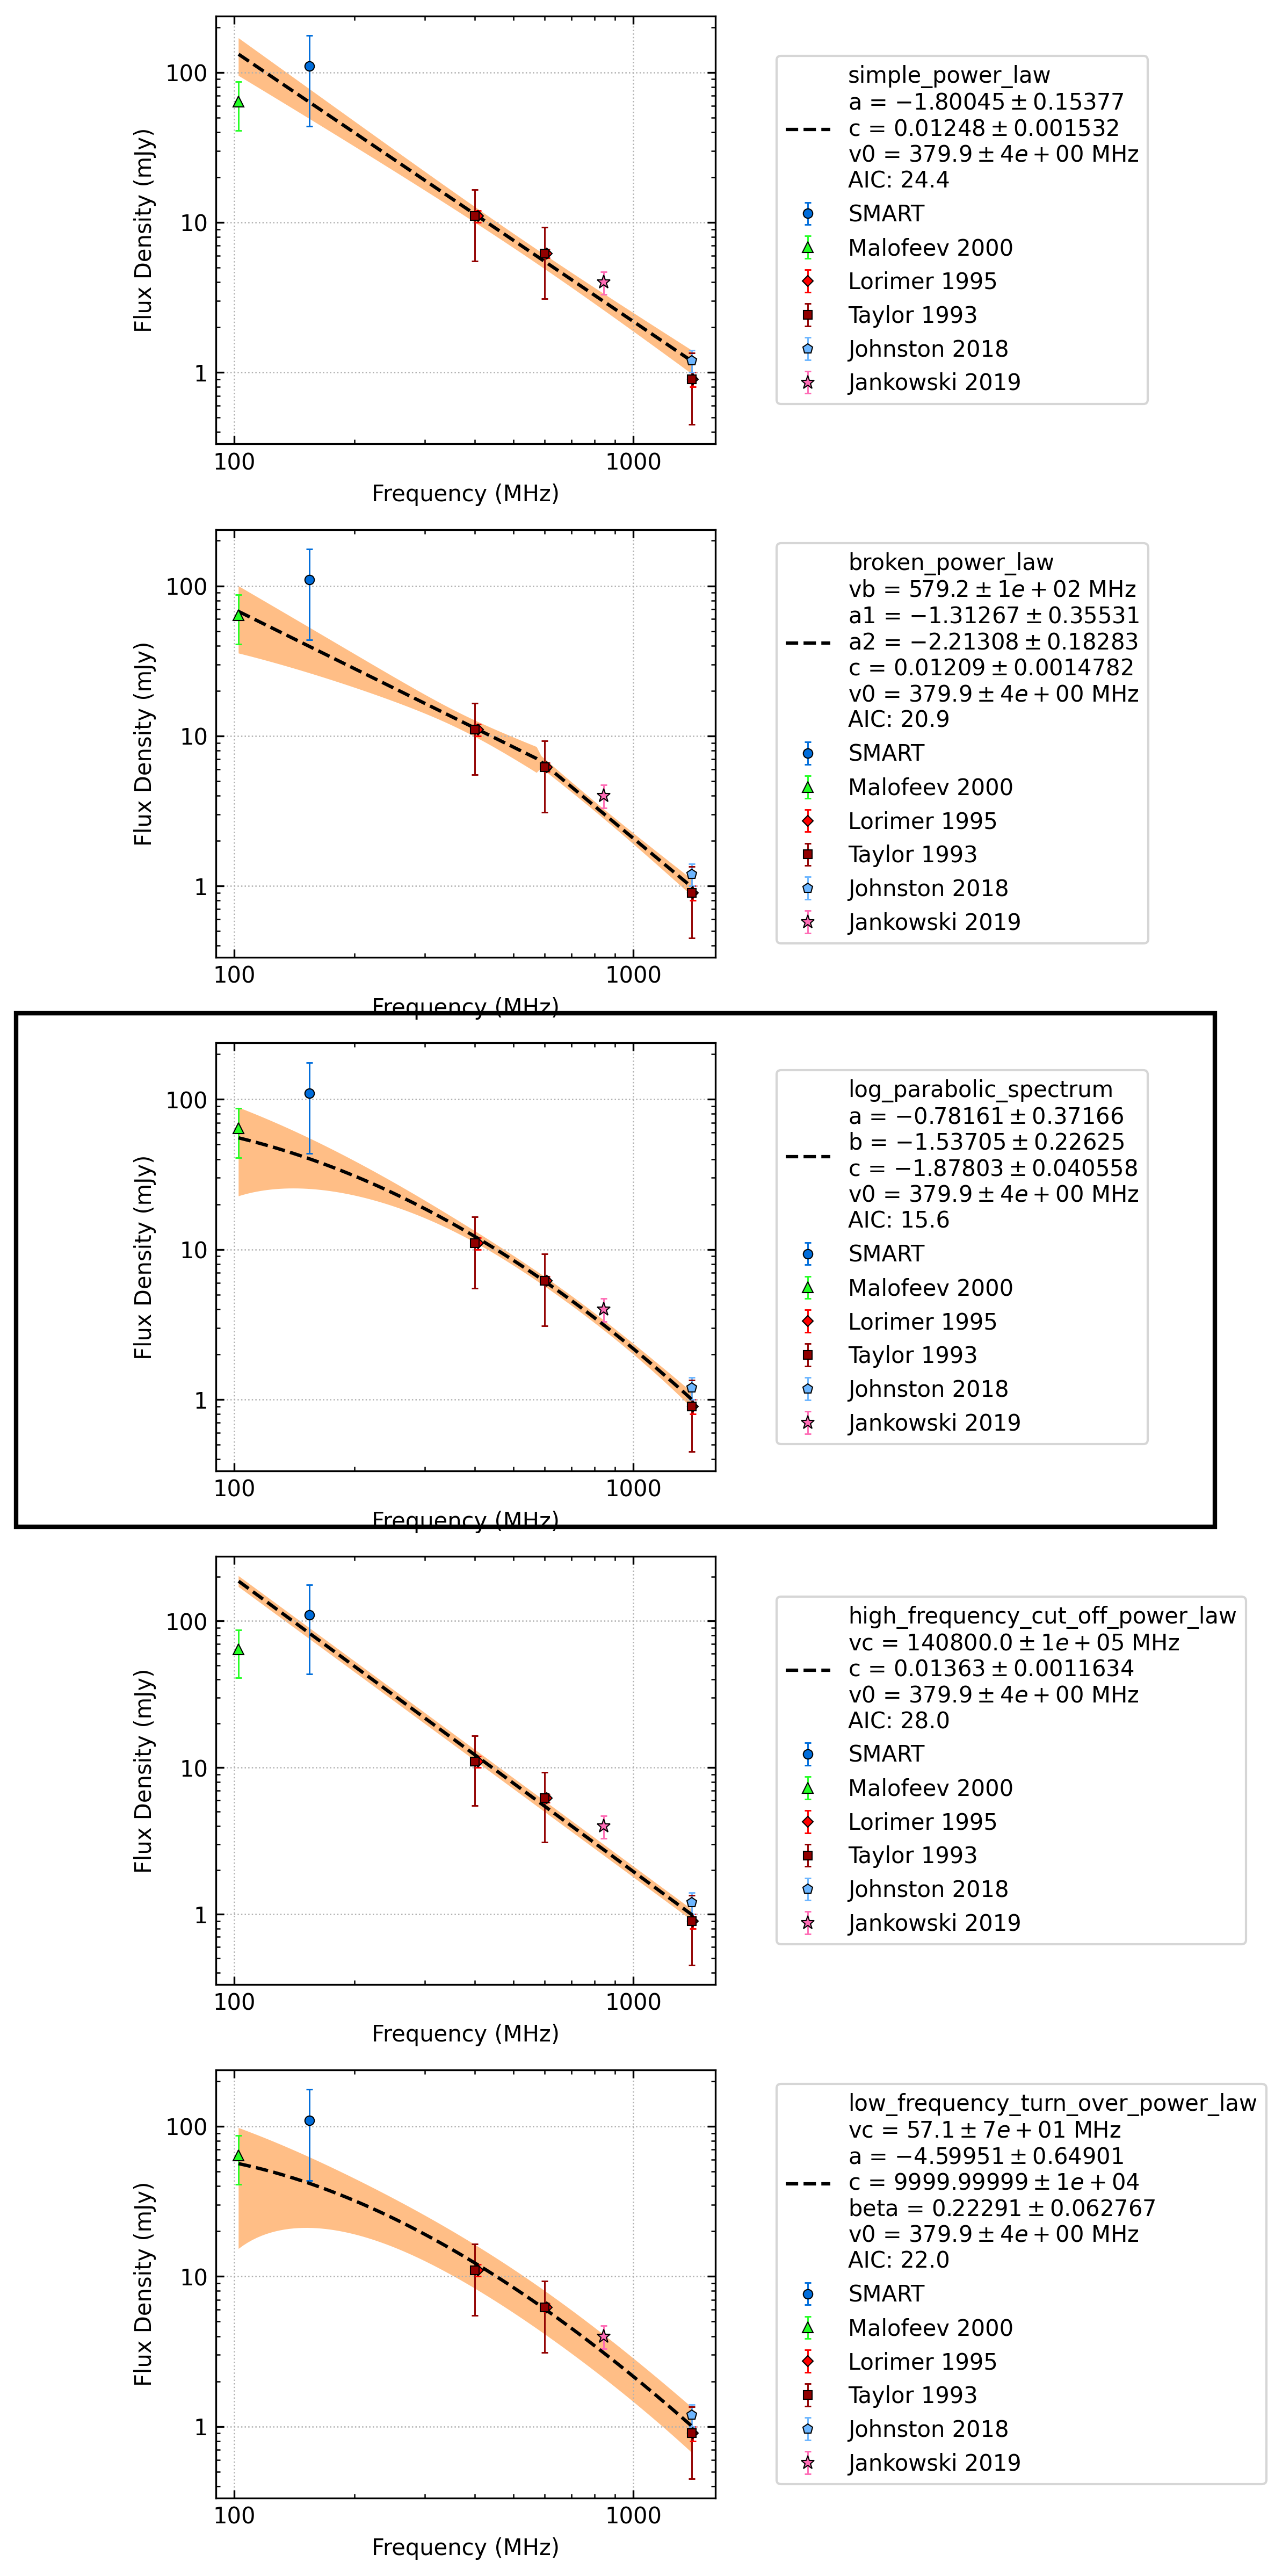 100
10
1
100
1000
Flux Density (mJy)
Frequency (MHz)
simple_power_law
a = −1.80045 ± 0.15377
c = 0.01248 ± 0.001532
v0 = 379.9 ± 4e + 00 MHz
AIC: 24.4
SMART
Malofeev 2000
Lorimer 1995
Taylor 1993
Johnston 2018
Jankowski 2019
100
10
1
100
1000
Flux Density (mJy)
Frequency (MHz)
broken_power_law
vb = 579.2 ± 1e + 02 MHz
a1 = −1.31267 ± 0.35531
a2 = −2.21308 ± 0.18283
c = 0.01209 ± 0.0014782
v0 = 379.9 ± 4e + 00 MHz
AIC: 20.9
SMART
Malofeev 2000
Lorimer 1995
Taylor 1993
Johnston 2018
Jankowski 2019
100
10
1
100
1000
Flux Density (mJy)
Frequency (MHz)
log_parabolic_spectrum
a = −0.78161 ± 0.37166
b = −1.53705 ± 0.22625
c = −1.87803 ± 0.040558
v0 = 379.9 ± 4e + 00 MHz
AIC: 15.6
SMART
Malofeev 2000
Lorimer 1995
Taylor 1993
Johnston 2018
Jankowski 2019
100
10
1
100
1000
Flux Density (mJy)
Frequency (MHz)
high_frequency_cut_off_power_law
vc = 140800.0 ± 1e + 05 MHz
c = 0.01363 ± 0.0011634
v0 = 379.9 ± 4e + 00 MHz
AIC: 28.0
SMART
Malofeev 2000
Lorimer 1995
Taylor 1993
Johnston 2018
Jankowski 2019
100
10
1
100
1000
Flux Density (mJy)
Frequency (MHz)
low_frequency_turn_over_power_law
vc = 57.1 ± 7e + 01 MHz
a = −4.59951 ± 0.64901
c = 9999.99999 ± 1e + 04
beta = 0.22291 ± 0.062767
v0 = 379.9 ± 4e + 00 MHz
AIC: 22.0
SMART
Malofeev 2000
Lorimer 1995
Taylor 1993
Johnston 2018
Jankowski 2019